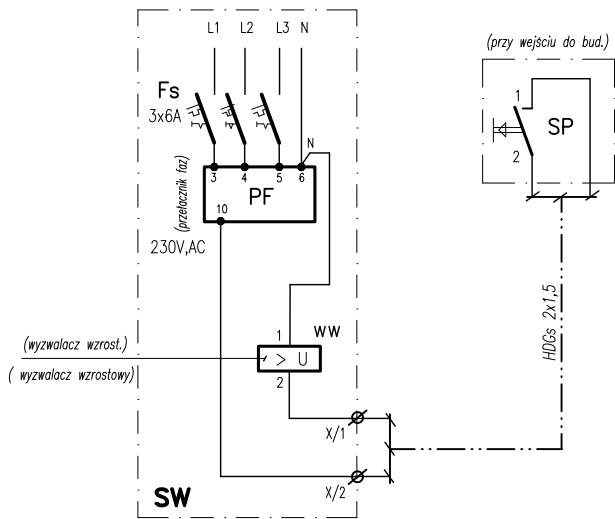 L1 L2 L3 N
(przy wejściu do bud.)
Fs
3x6A
1
SP
2
N
3 4 5 6
PF
(przełacznik faz)
10
230V,AC
HDGs 2x1,5
1
WW
(wyzwalacz wzrost.)
> U
( wyzwalacz wzrostowy)
2
X/1
X/2
SW